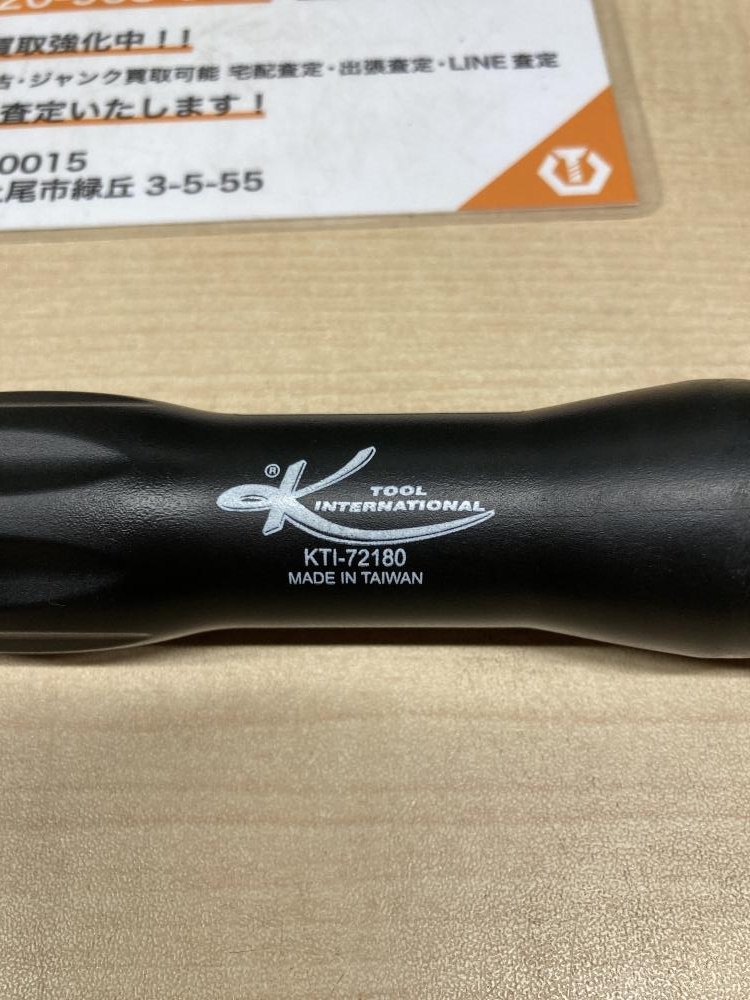 買取強化中!!
古・ジャンク買取可能 宅配査定・出張査定・LINE査定
査定いたします!
0015
上尾市緑丘 3-5-55
® K TOOL
INTERNATIONAL
KTI-72180
MADE IN TAIWAN